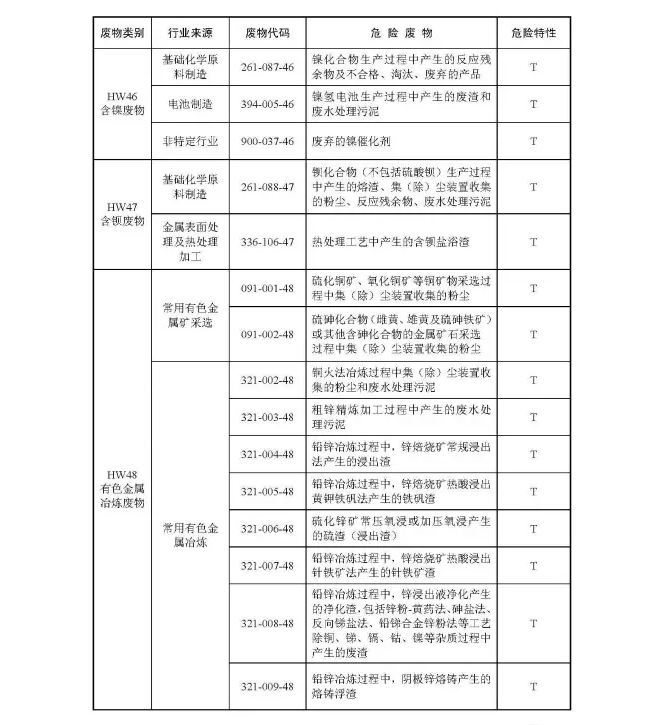 废物类别 行业来源 废物代码 危险废物 危险特性
HW46
含镍废物
基础化学原
料制造
261-087-46
镍化合物生产过程中产生的反应残
余物及不合格、淘汰、废弃的产品
T
电池制造
394-005-46
镍氢电池生产过程中产生的废渣和
废水处理污泥
T
非特定行业
900-037-46
废弃的镍催化剂
T
HW47
含钡废物
基础化学原
料制造
261-088-47
钡化合物（不包括硫酸钡）生产过程
中产生的熔渣、集（除）尘装置收集
的粉尘、反应残余物、废水处理污泥
T
金属表面处
理及热处理
加工
336-106-47
热处理工艺中产生的含钡盐浴渣
T
HW48
有色金属
冶炼废物
常用有色金
属矿采选
091-001-48
硫化铜矿、氧化铜矿等铜矿物采选过
程中集（除）尘装置收集的粉尘
T
091-002-48
硫砷化合物（雌黄、雄黄及硫砷铁矿）
或其他含砷化合物的金属矿石采选
过程中集（除）尘装置收集的粉尘
T
常用有色金
属冶炼
321-002-48
铜火法冶炼过程中集（除）尘装置收
集的粉尘和废水处理污泥
T
321-003-48
粗锌精炼加工过程中产生的废水处
理污泥
T
321-004-48
铅锌冶炼过程中，锌焙烧矿常规浸出
法产生的浸出渣
T
321-005-48
铅锌冶炼过程中，锌焙烧矿热酸浸出
黄钾铁矾法产生的铁矾渣
T
321-006-48
硫化锌矿常压氧浸或加压氧浸产生
的硫渣（浸出渣）
T
321-007-48
铅锌冶炼过程中，锌焙烧矿热酸浸出
针铁矿法产生的针铁矿渣
T
321-008-48
铅锌冶炼过程中，锌浸出液净化产生
的净化渣，包括锌粉-黄药法、砷盐法、
反向锑盐法、铅锑合金锌粉法等工艺
除铜、锑、镉、钴、镍等杂质过程中
产生的废渣
T
321-009-48
铅锌冶炼过程中，阴极锌熔铸产生的
熔铸浮渣
T